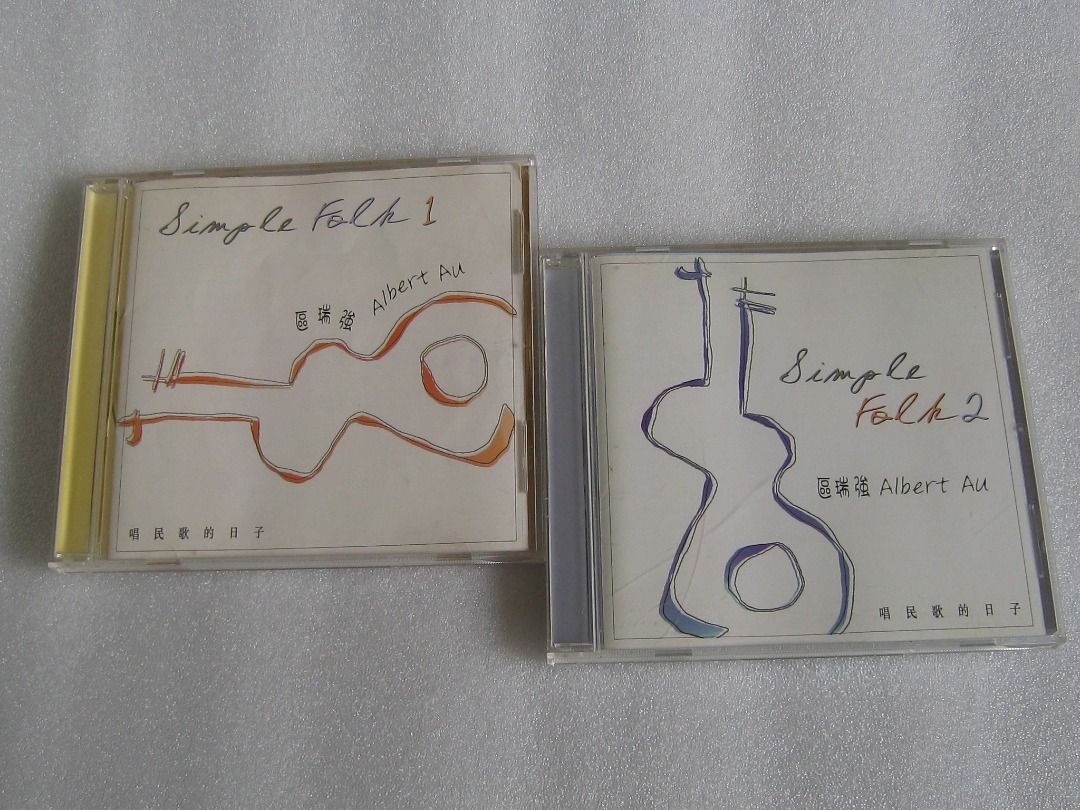 Simple Folk 1
區瑞強 Albert Au
唱民歌的日子
Simple
Folk 2
區瑞強 Albert Au
唱民歌的日子